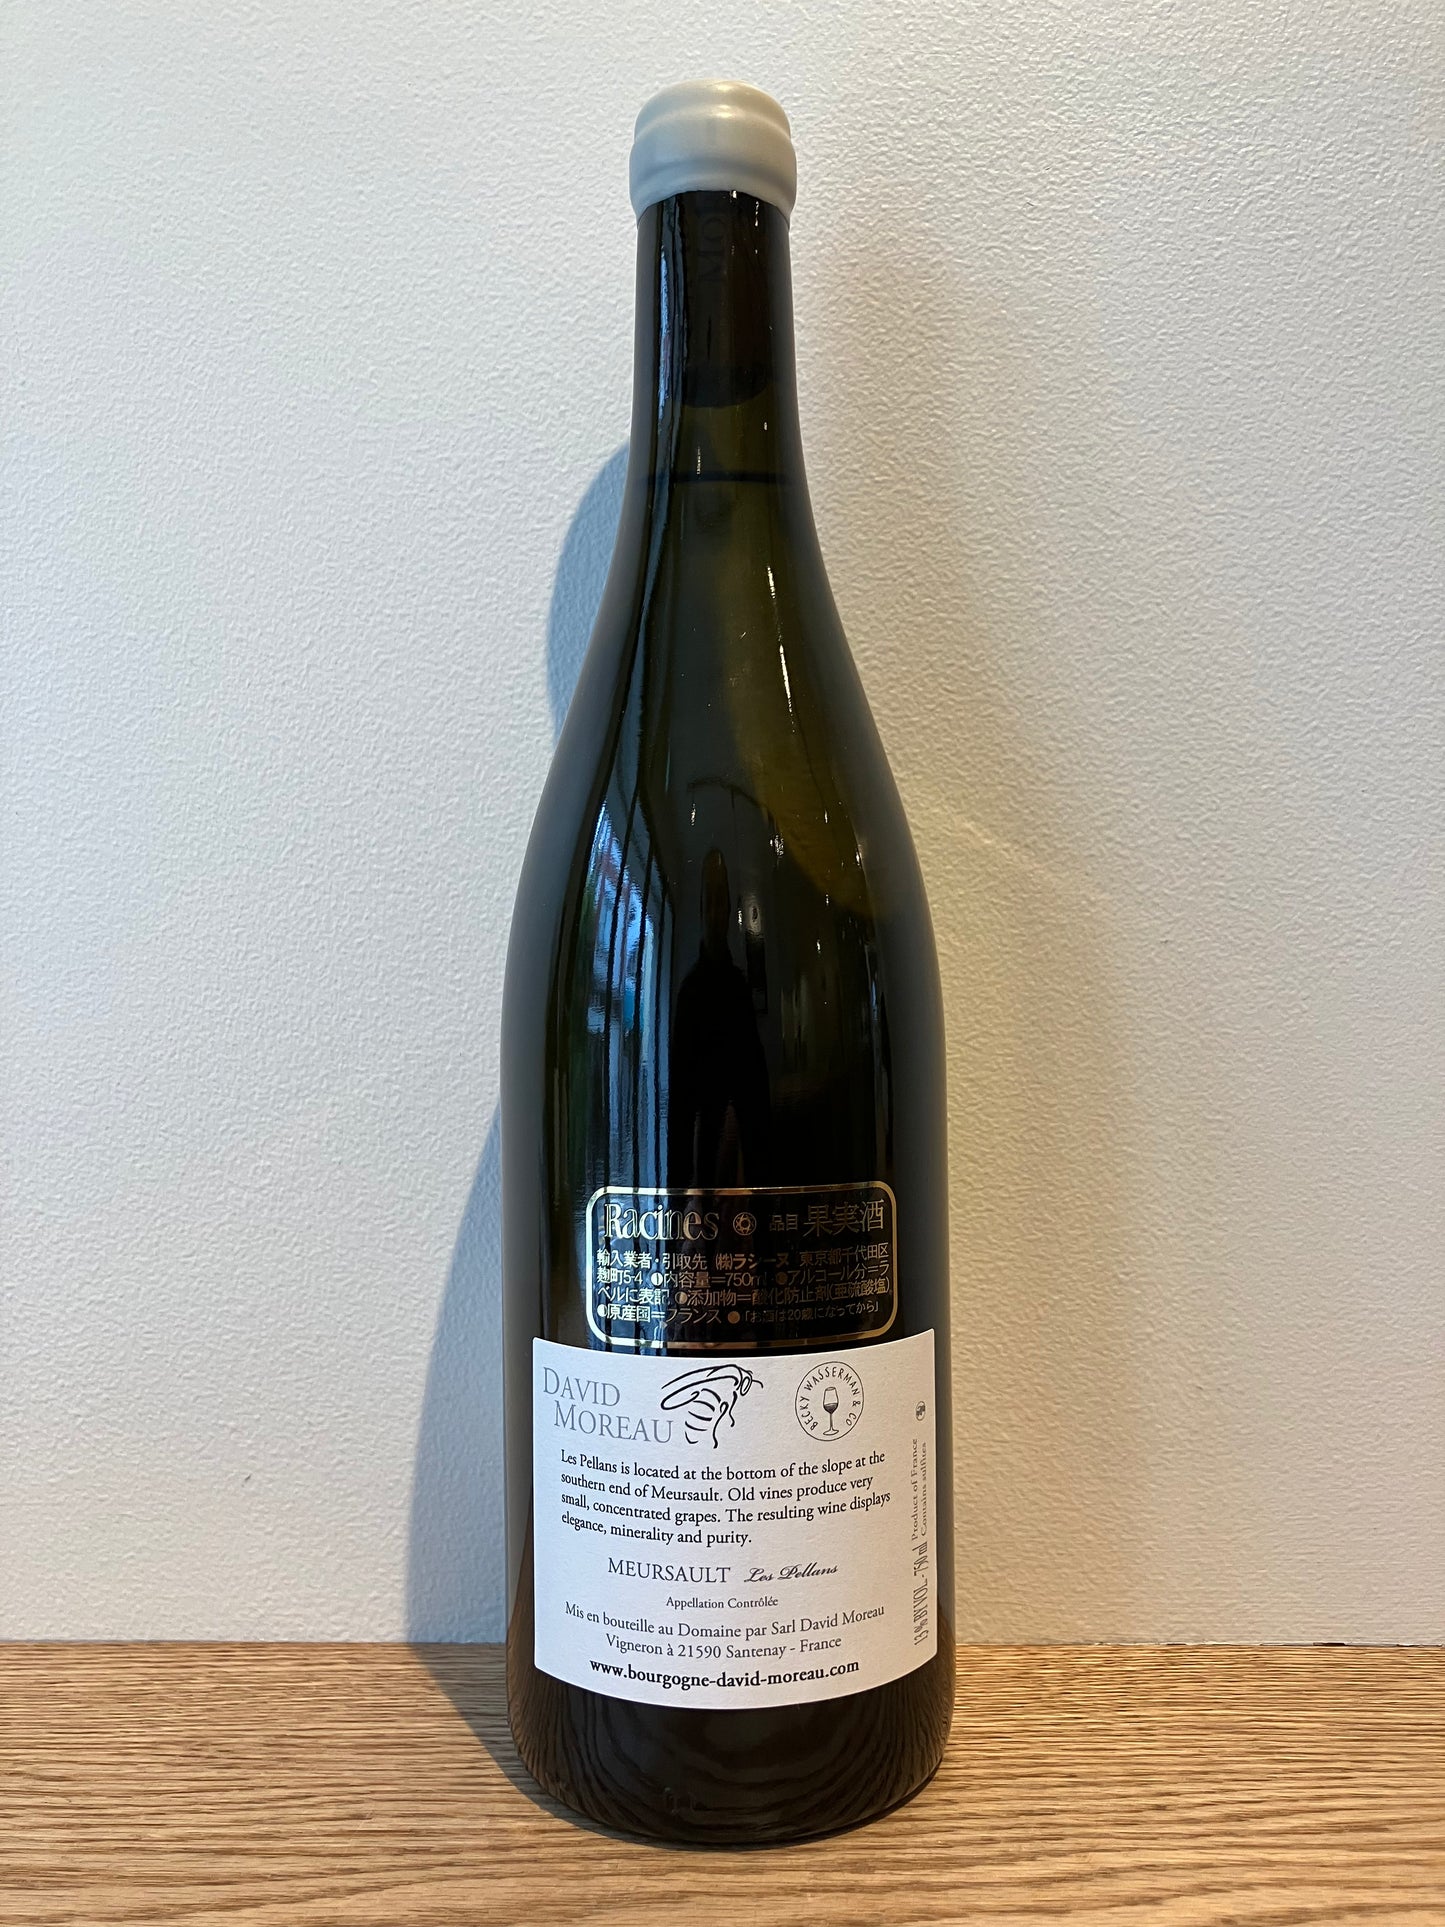 Racines 品目 果実酒
輸入業者・引取先 ㈱ラシーヌ 東京都千代田区
麹町5-4 ●内容量=750ml ●アルコール分=ラ
ベルに表記 ●添加物=酸化防止剤(亜硫酸塩)
●原産国=フランス ●「お酒は20歳になってから」
DAVID
MOREAU
BECKY WASSERMAN & CO
Les Pellans is located at the bottom of the slope at the
southern end of Meursault. Old vines produce very
small, concentrated grapes. The resulting wine displays
elegance, minerality and purity.
MEURSAULT Les Pellans
Appellation Contrôlée
Mis en bouteille au Domaine par Sarl David Moreau
Vigneron à 21590 Santenay - France
www.bourgogne-david-moreau.com
13 % BY VOL. - 750 ml
Product of France
Contains sulfites